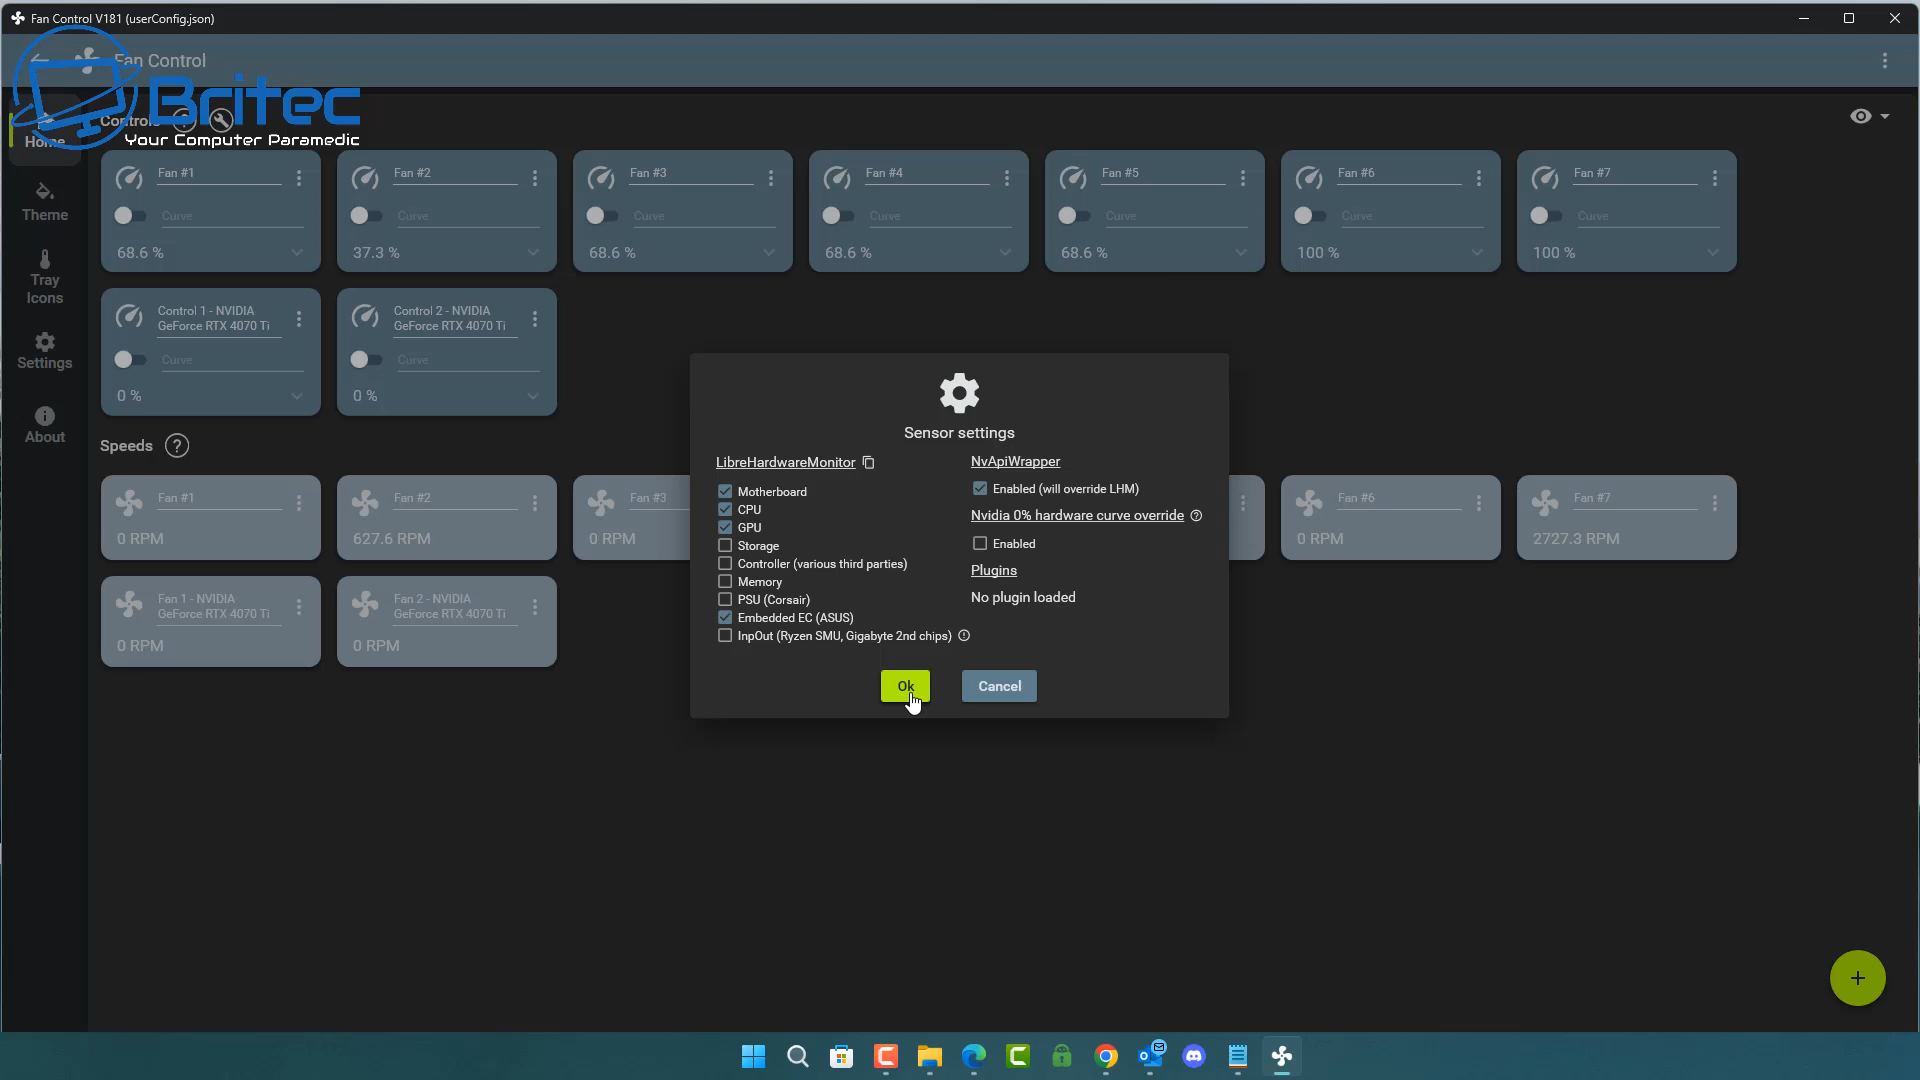 Fan Control V181 (userConfig.json)
Fan Control
Britec
Your Computer Paramedic
Controls
Home
Theme
Tray
Icons
Settings
About
Fan #1
Curve
68.6 %
Fan #2
Curve
37.3 %
Fan #3
Curve
68.6 %
Fan #4
Curve
68.6 %
Fan #5
Curve
68.6 %
Fan #6
Curve
100 %
Fan #7
Curve
100 %
Control 1 - NVIDIA
GeForce RTX 4070 Ti
Curve
0 %
Control 2 - NVIDIA
GeForce RTX 4070 Ti
Curve
0 %
Speeds ?
Fan #1
0 RPM
Fan #2
627.6 RPM
Fan #3
0 RPM
Fan #6
0 RPM
Fan #7
2727.3 RPM
Fan 1 - NVIDIA
GeForce RTX 4070 Ti
0 RPM
Fan 2 - NVIDIA
GeForce RTX 4070 Ti
0 RPM
Sensor settings
LibreHardwareMonitor
Motherboard
CPU
GPU
Storage
Controller (various third parties)
Memory
PSU (Corsair)
Embedded EC (ASUS)
InpOut (Ryzen SMU, Gigabyte 2nd chips)
NvApiWrapper
Enabled (will override LHM)
Nvidia 0% hardware curve override ?
Enabled
Plugins
No plugin loaded
Ok
Cancel